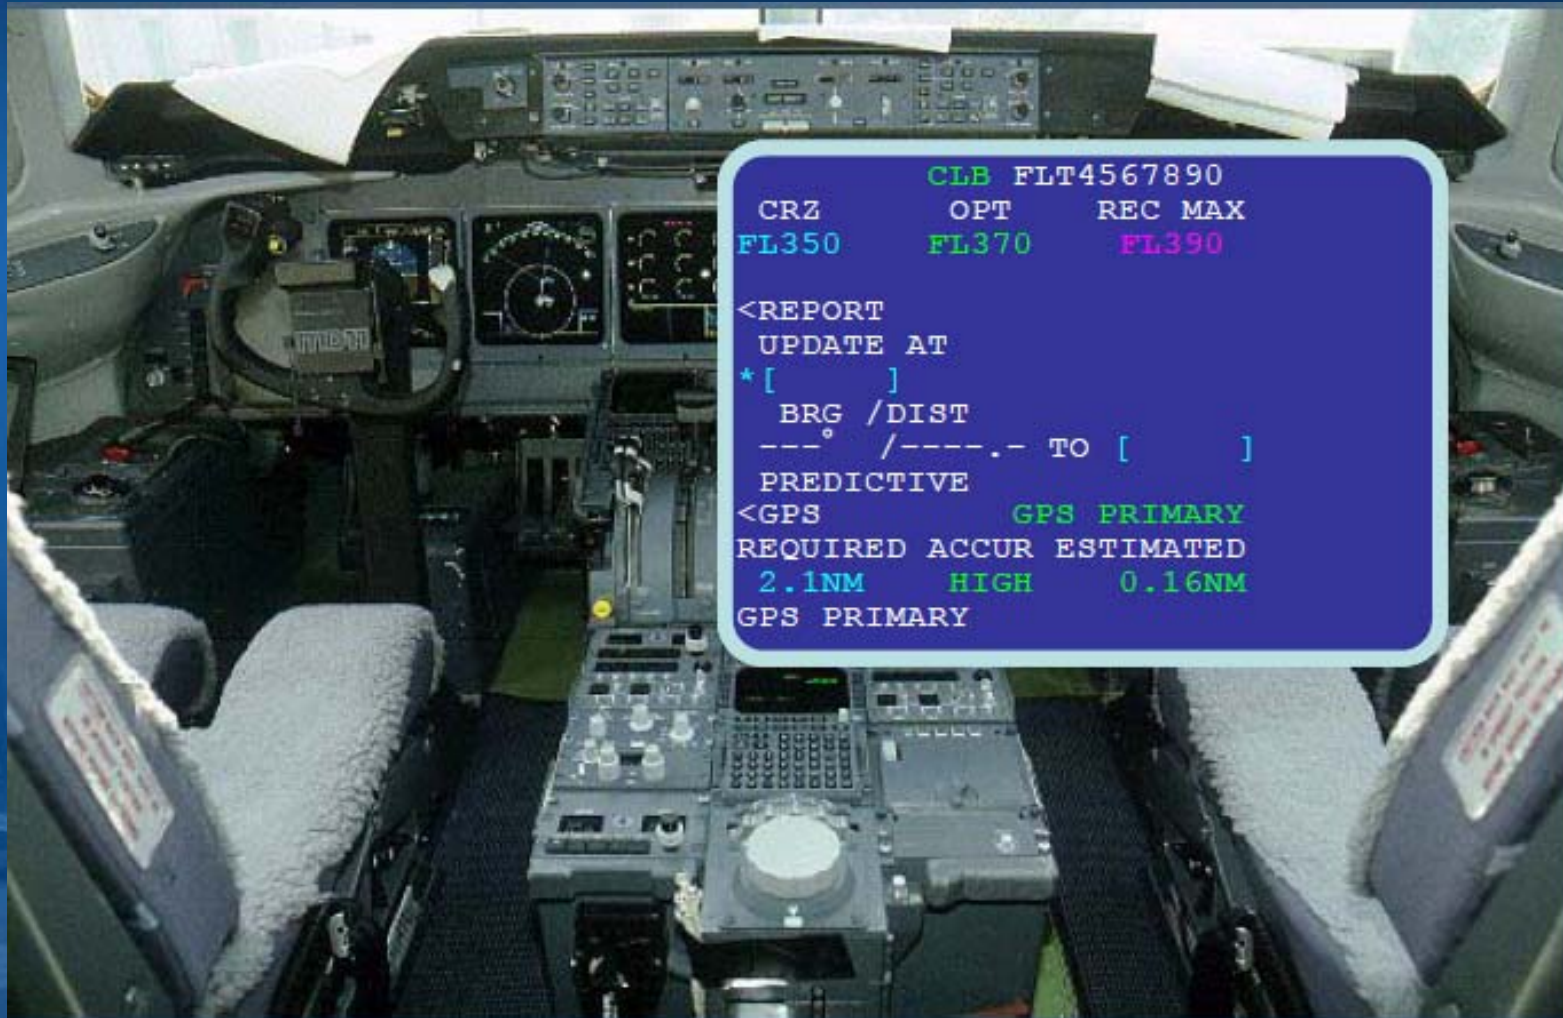 CLB FLT4567890
CRZ OPT REC MAX
FL350 FL370 FL390
<REPORT
UPDATE AT
*[ ]
BRG /DIST
---° /----.- TO [ ]
PREDICTIVE
<GPS GPS PRIMARY
REQUIRED ACCUR ESTIMATED
2.1NM HIGH 0.16NM
GPS PRIMARY
MD11